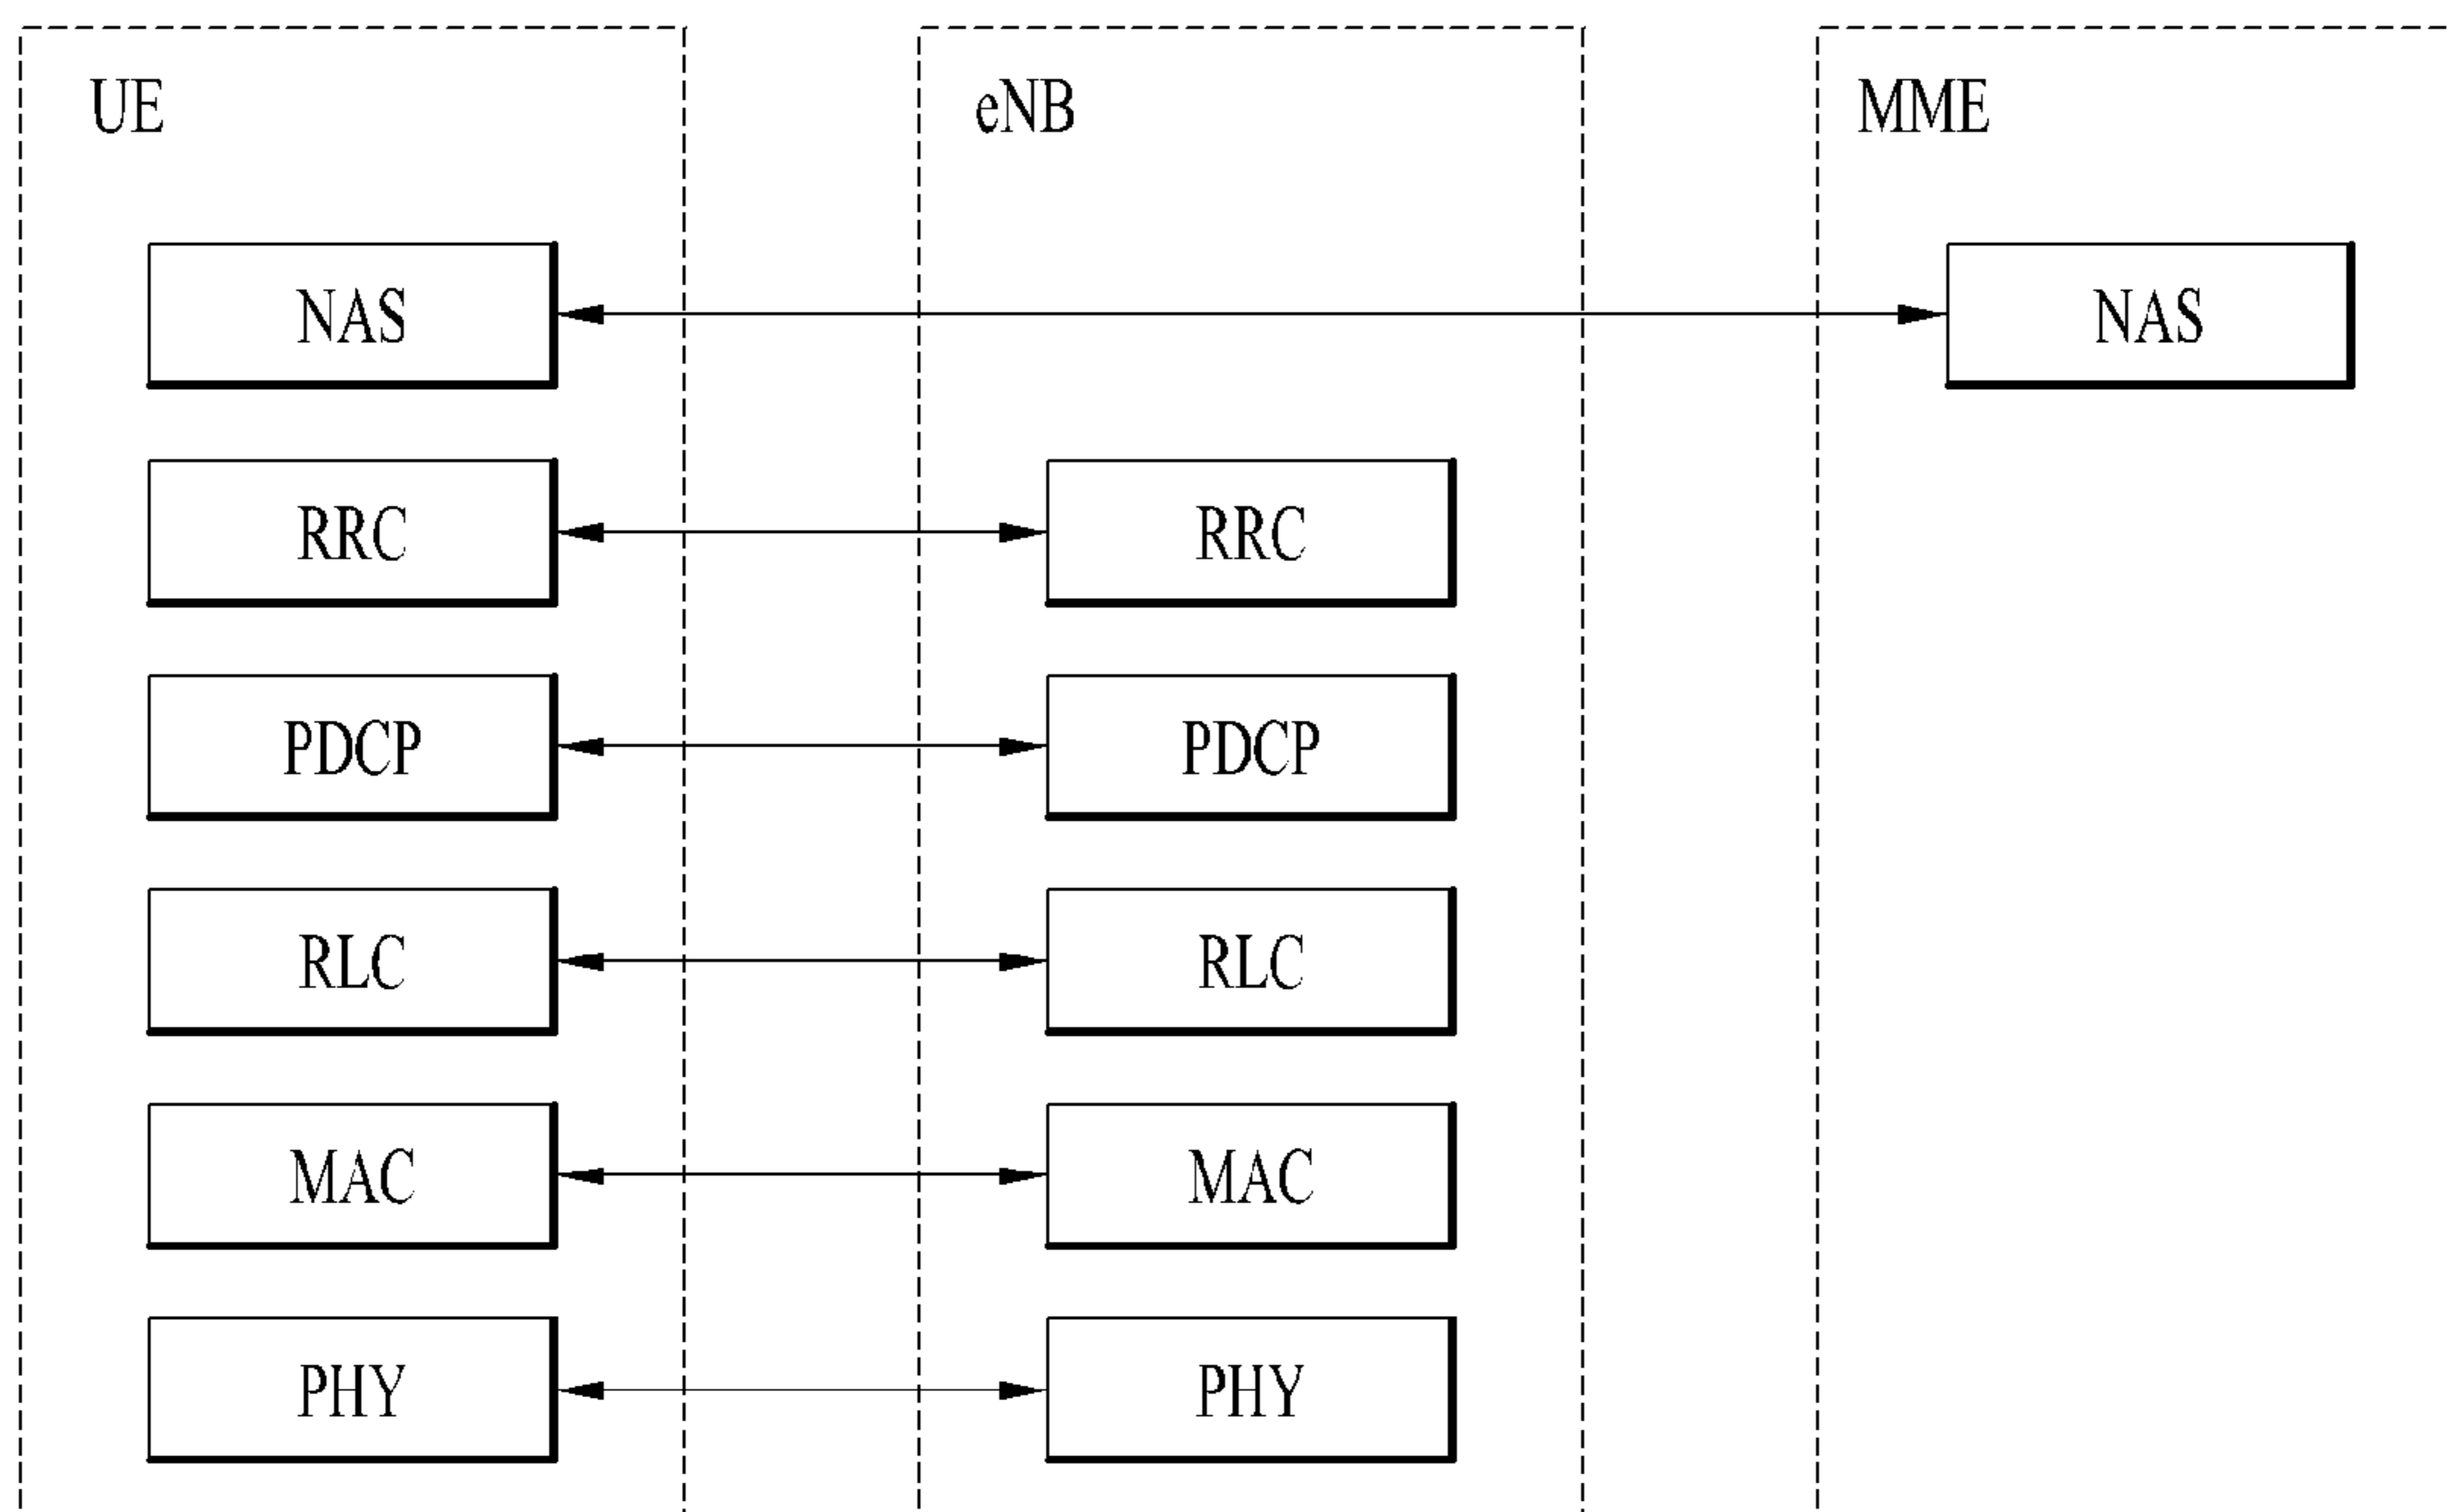 UE eNB MME
NAS NAS
RRC RRC
PDCP PDCP
RLC RLC
MAC MAC
PHY PHY